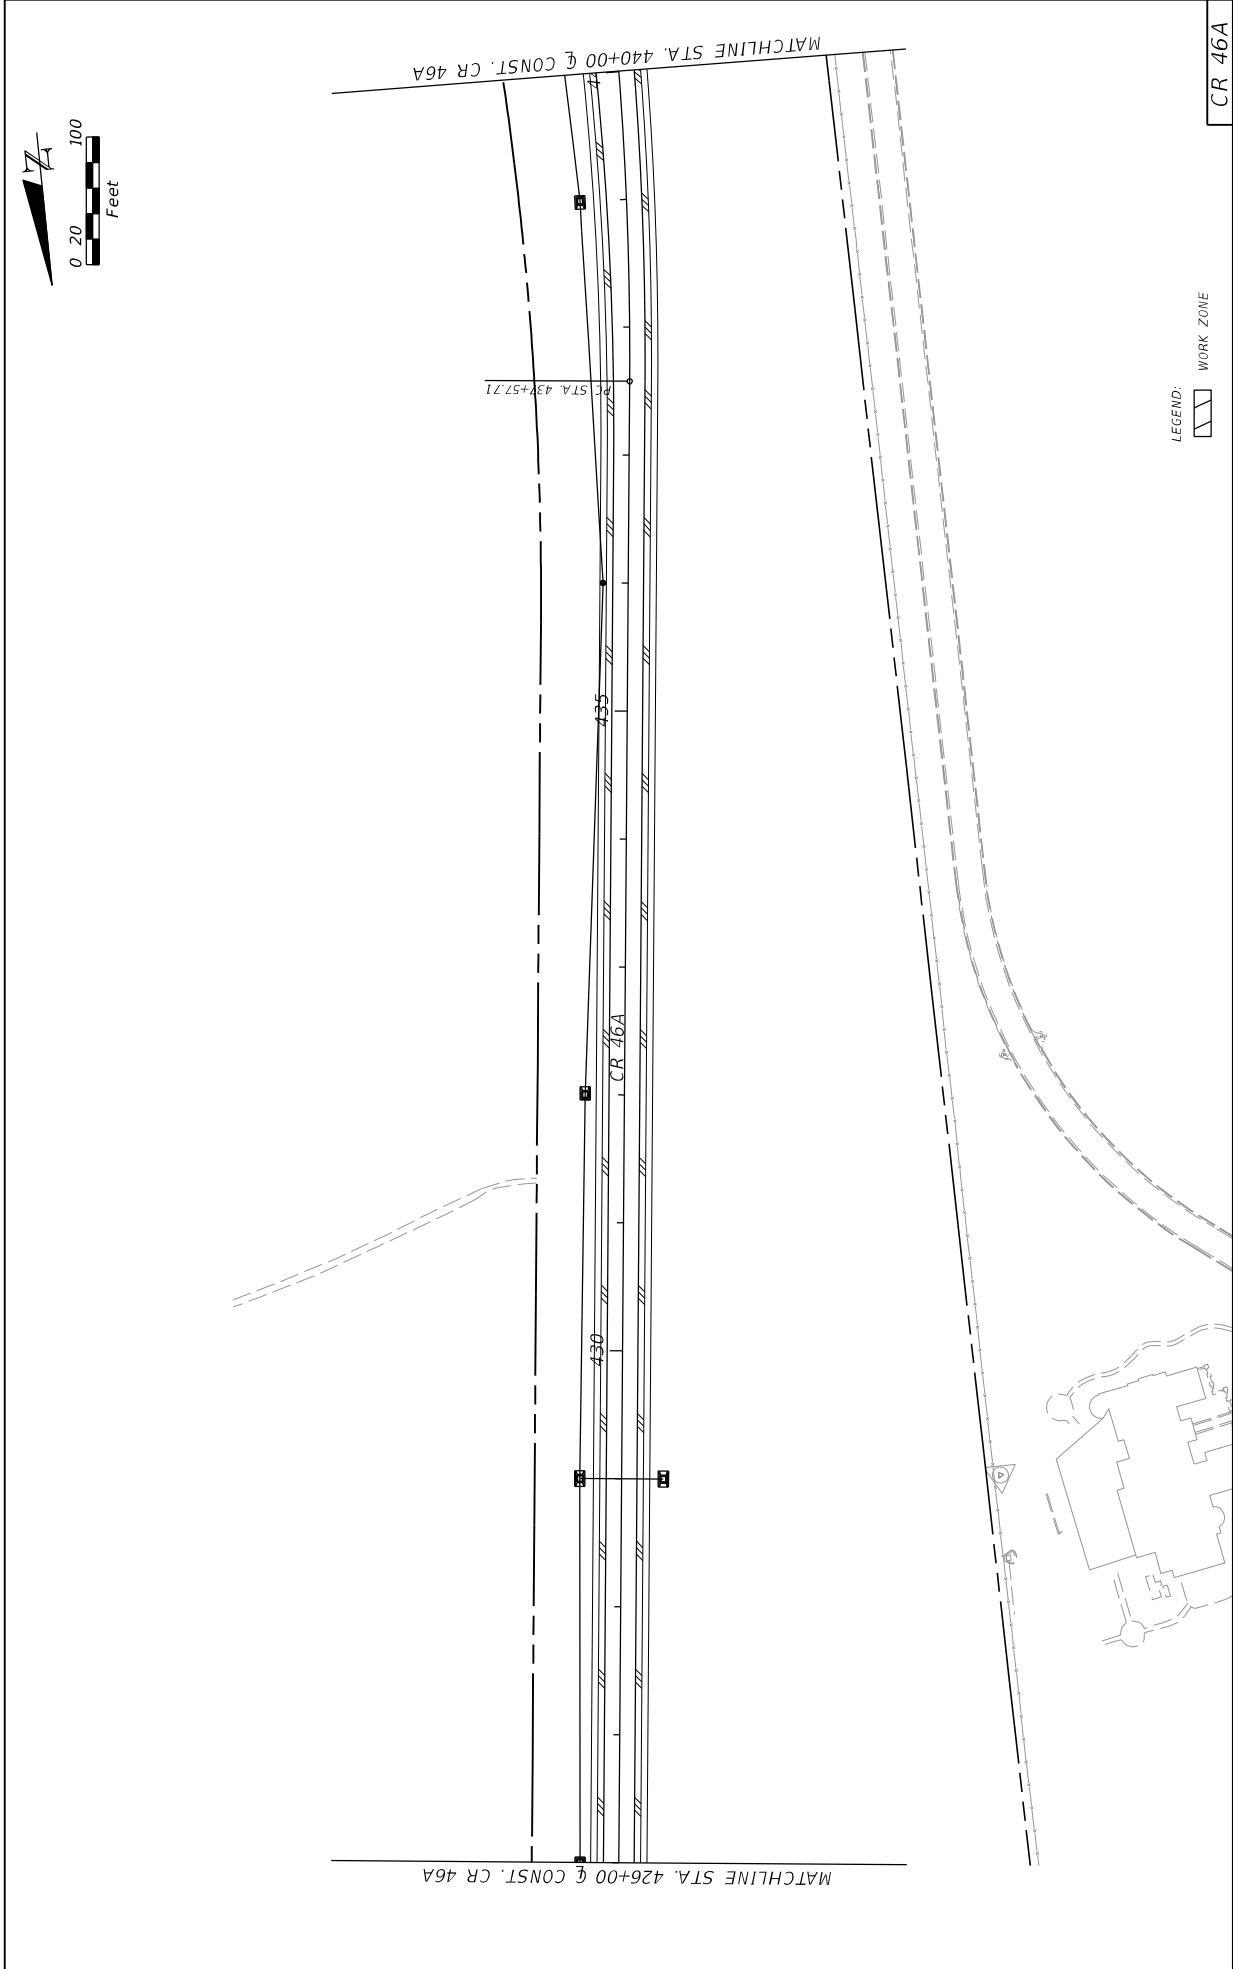 CR 46A
MATCHLINE STA. 440+00 ℄ CONST. CR 46A
N
0 20 100
Feet
PC STA. 437+57.71
LEGEND:
WORK ZONE
435
CR 46A
430
MATCHLINE STA. 426+00 ℄ CONST. CR 46A